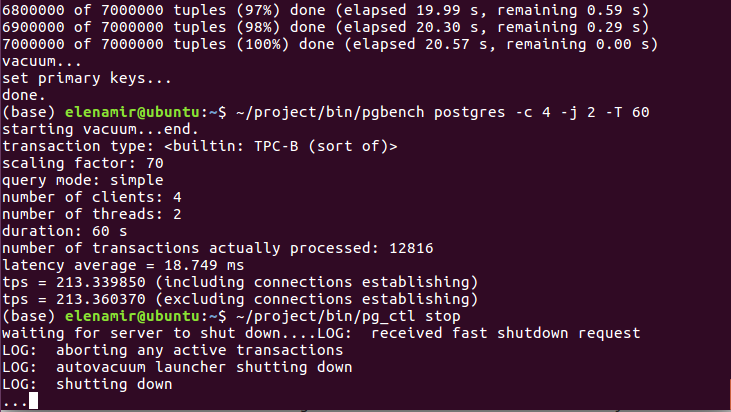 6800000 of 7000000 tuples (97%) done (elapsed 19.99 s, remaining 0.59 s)
6900000 of 7000000 tuples (98%) done (elapsed 20.30 s, remaining 0.29 s)
7000000 of 7000000 tuples (100%) done (elapsed 20.57 s, remaining 0.00 s)
vacuum...
set primary keys...
done.
(base) elenamir@ubuntu:~$ ~/project/bin/pgbench postgres -c 4 -j 2 -T 60
starting vacuum...end.
transaction type: <builtin: TPC-B (sort of)>
scaling factor: 70
query mode: simple
number of clients: 4
number of threads: 2
duration: 60 s
number of transactions actually processed: 12816
latency average = 18.749 ms
tps = 213.339850 (including connections establishing)
tps = 213.360370 (excluding connections establishing)
(base) elenamir@ubuntu:~$ ~/project/bin/pg_ctl stop
waiting for server to shut down....LOG:  received fast shutdown request
LOG:  aborting any active transactions
LOG:  autovacuum launcher shutting down
LOG:  shutting down
...